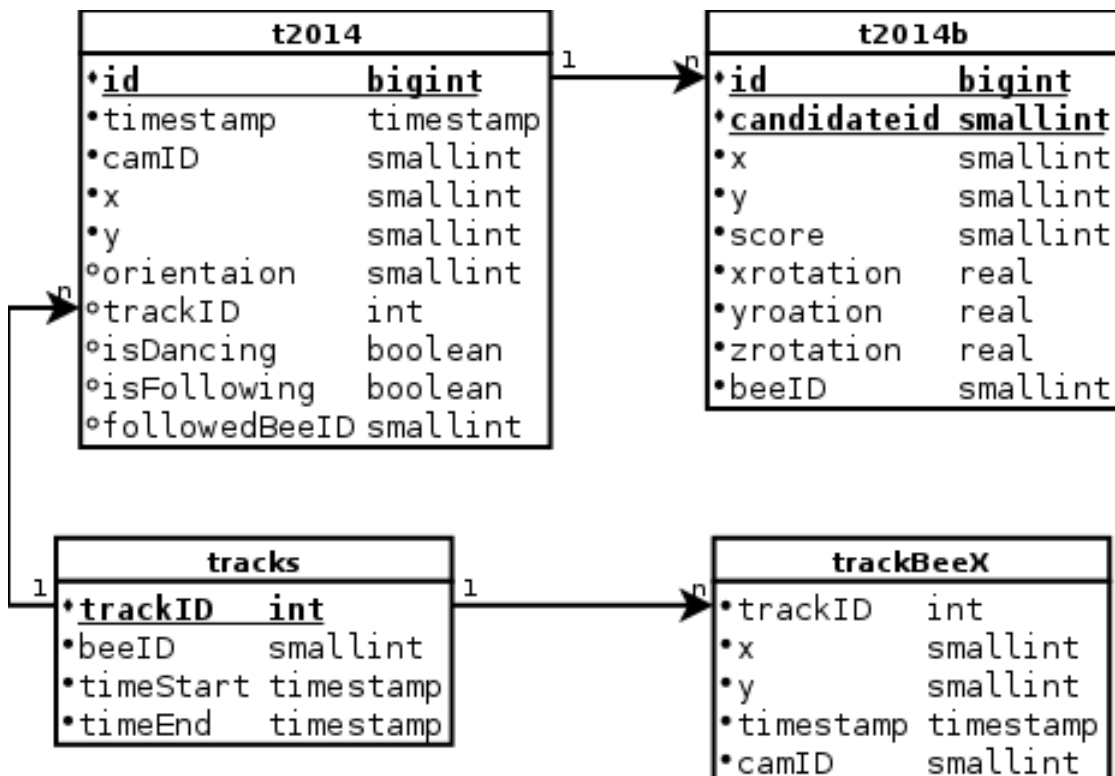 t2014
id bigint
timestamp timestamp
camID smallint
x smallint
y smallint
orientaion smallint
trackID int
isDancing boolean
isFollowing boolean
followedBeeID smallint
1 n
t2014b
id bigint
candidateid smallint
x smallint
y smallint
score smallint
xrotation real
yroation real
zrotation real
beeID smallint
n
1
tracks
trackID int
beeID smallint
timeStart timestamp
timeEnd timestamp
1 n
trackBeeX
trackID int
x smallint
y smallint
timestamp timestamp
camID smallint